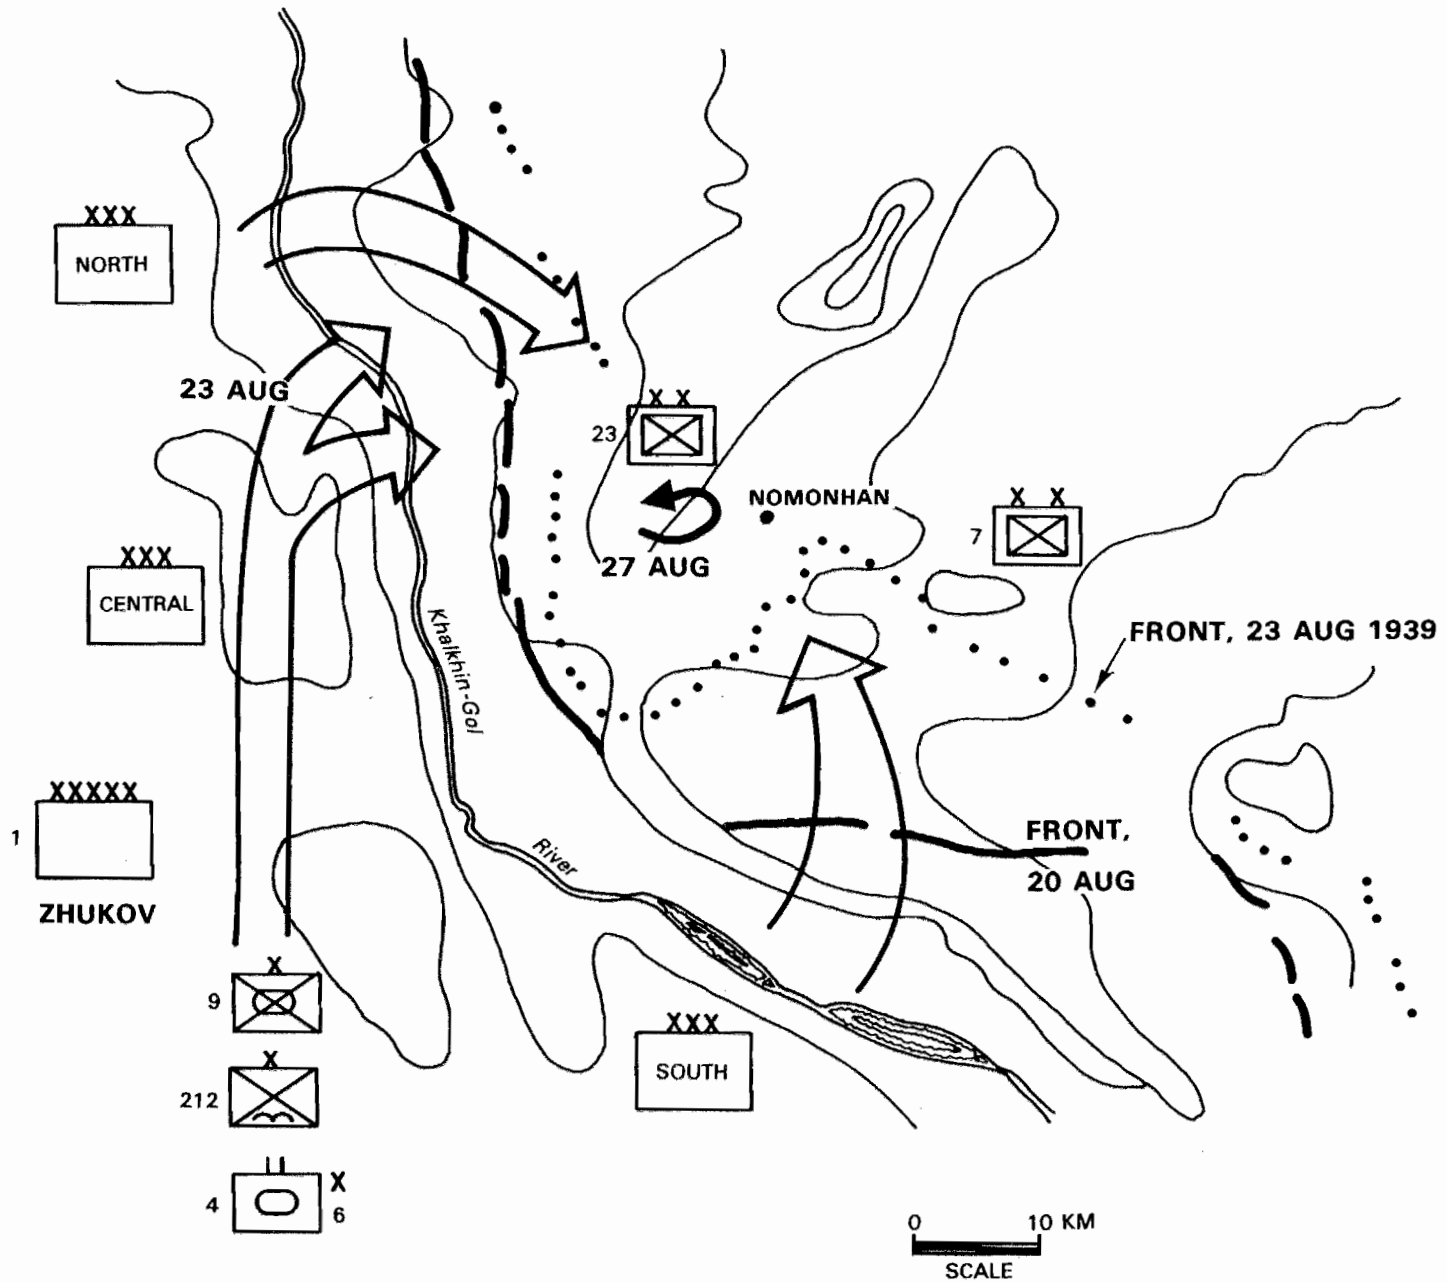 XXX
NORTH
23 AUG
X X
23
NOMONHAN
X X
7
27 AUG
XXX
CENTRAL
Khalkhin-Gol
FRONT, 23 AUG 1939
XXXXX
1
ZHUKOV
River
FRONT,
20 AUG
X
9
XXX
SOUTH
X
212
II
4
X
6
0 10 KM
SCALE